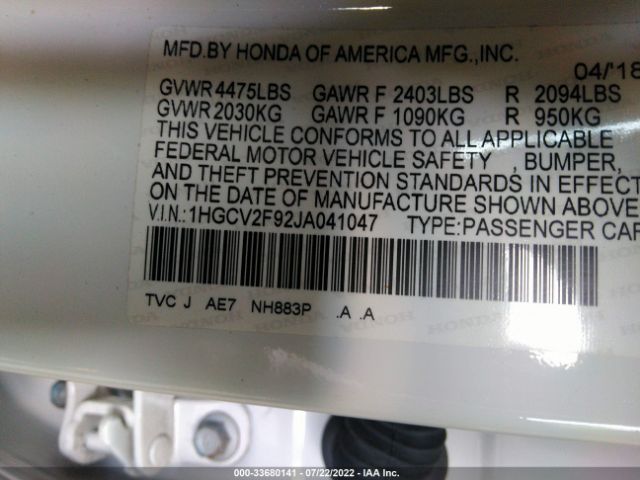 MFD.BY HONDA OF AMERICA MFG.,INC.
04/'18
GVWR 4475LBS GAWR F 2403LBS R 2094LBS
GVWR 2030KG GAWR F 1090KG R 950KG
THIS VEHICLE CONFORMS TO ALL APPLICABLE
FEDERAL MOTOR VEHICLE SAFETY , BUMPER,
AND THEFT PREVENTION STANDARDS IN EFFECT
ON THE DATE OF MANUFACTURE SHOWN ABOVE
V.I.N.:1HGCV2F92JA041047 TYPE:PASSENGER CAR
TVC J AE7 NH883P .A .A
000-33680141 - 07/22/2022 - IAA Inc.